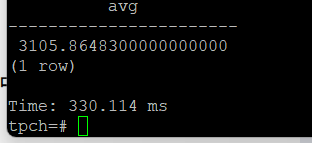 avg
-----------------------
3105.8648300000000000
(1 row)
Time: 330.114 ms
tpch=#